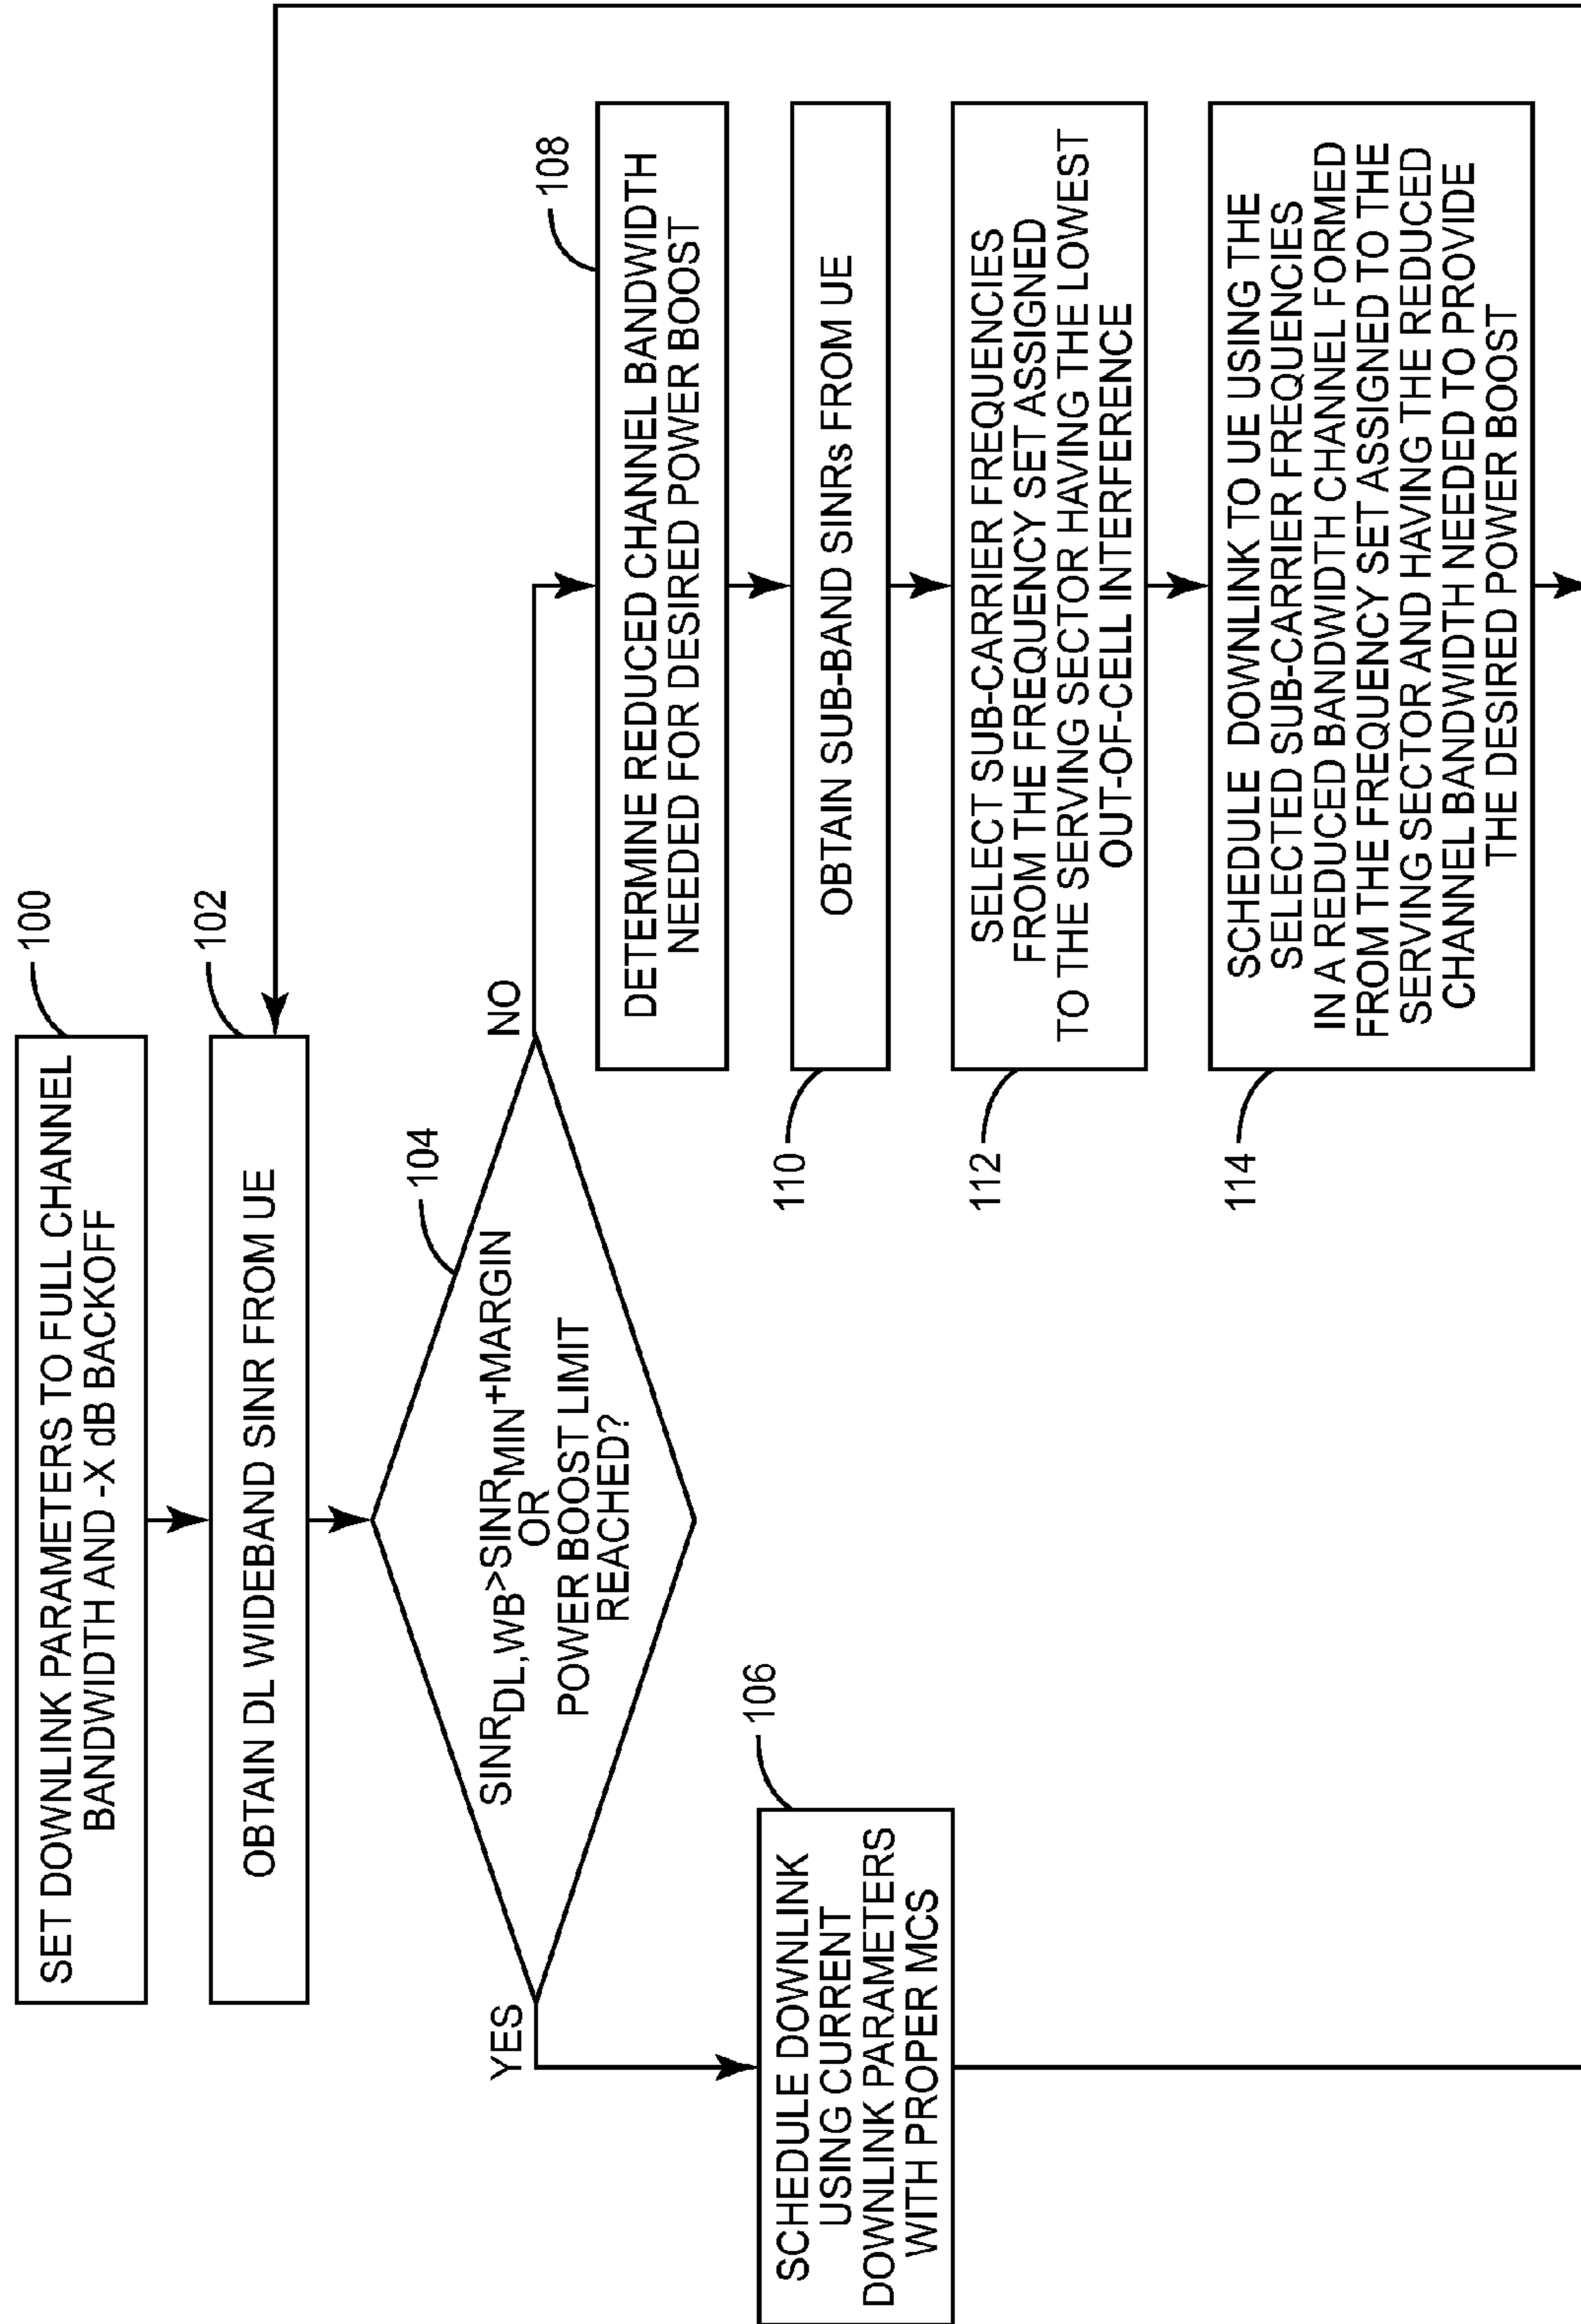 100
SET DOWNLINK PARAMETERS TO FULL CHANNEL
BANDWIDTH AND -X dB BACKOFF
102
OBTAIN DL WIDEBAND SINR FROM UE
104
SINRDL,WB>SINRMIN+MARGIN
OR
POWER BOOST LIMIT
REACHED?
YES
NO
106
SCHEDULE DOWNLINK
USING CURRENT
DOWNLINK PARAMETERS
WITH PROPER MCS
108
DETERMINE REDUCED CHANNEL BANDWIDTH
NEEDED FOR DESIRED POWER BOOST
110
OBTAIN SUB-BAND SINRs FROM UE
112
SELECT SUB-CARRIER FREQUENCIES
FROM THE FREQUENCY SET ASSIGNED
TO THE SERVING SECTOR HAVING THE LOWEST
OUT-OF-CELL INTERFERENCE
114
SCHEDULE DOWNLINK TO UE USING THE
SELECTED SUB-CARRIER FREQUENCIES
IN A REDUCED BANDWIDTH CHANNEL FORMED
FROM THE FREQUENCY SET ASSIGNED TO THE
SERVING SECTOR AND HAVING THE REDUCED
CHANNEL BANDWIDTH NEEDED TO PROVIDE
THE DESIRED POWER BOOST